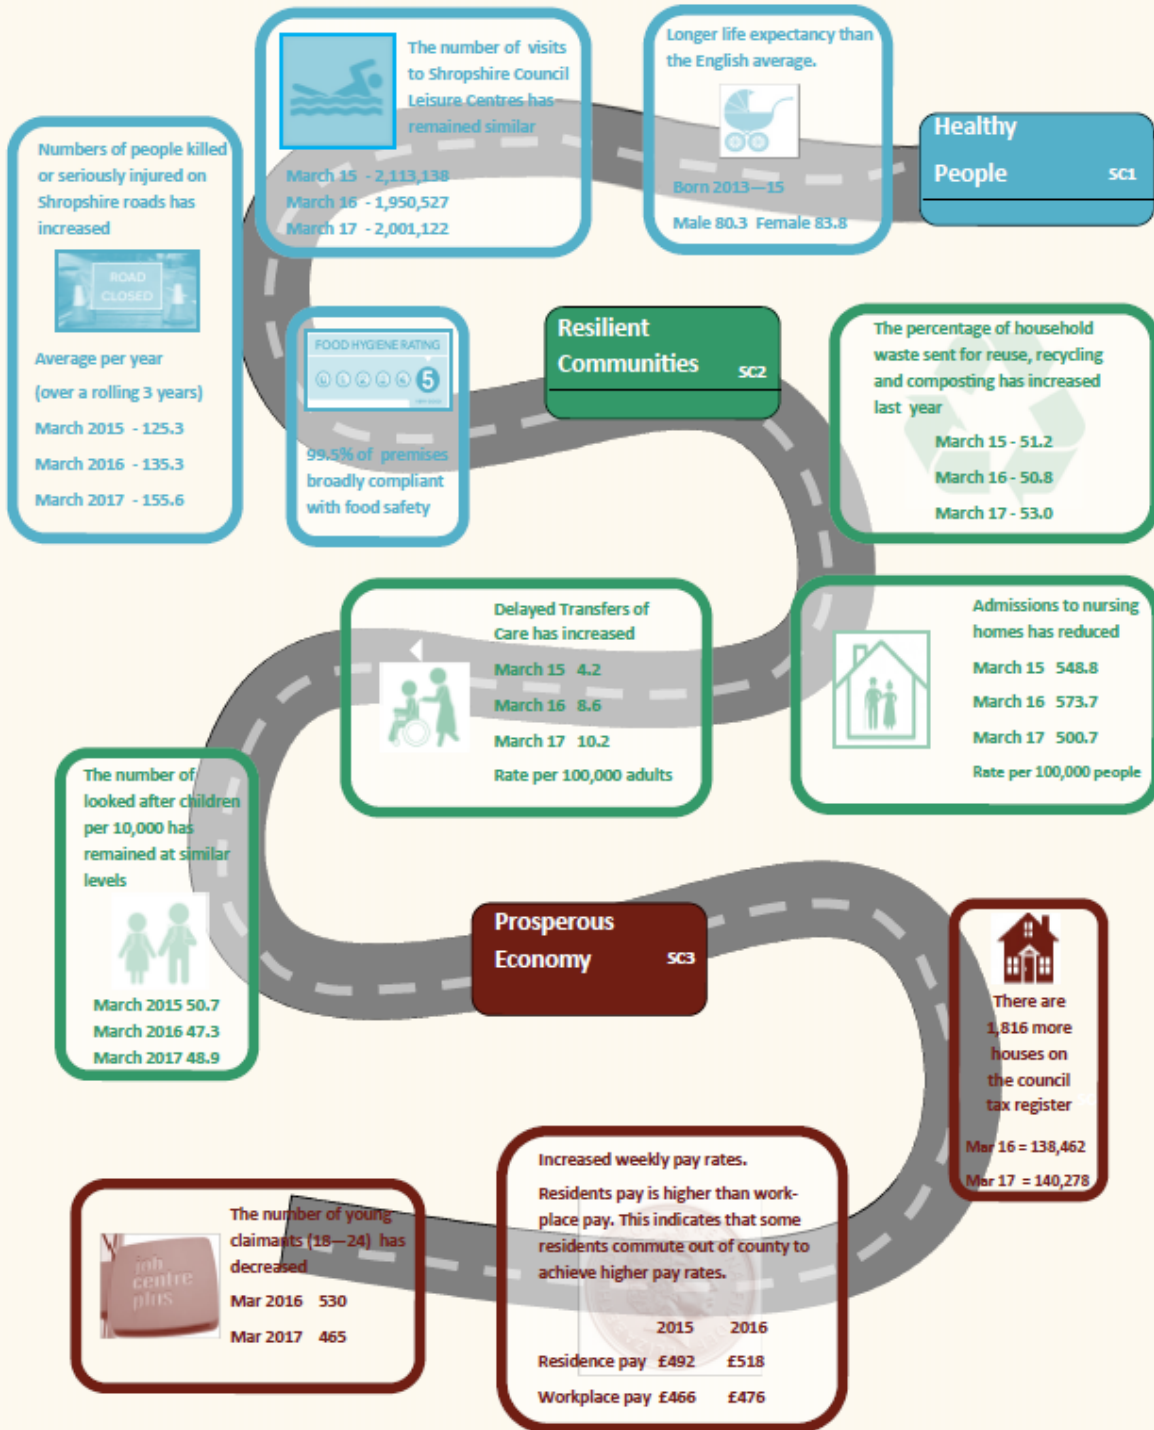 Healthy
People SC1
Longer life expectancy than
the English average.
Born 2013—15
Male 80.3 Female 83.8
The number of visits
to Shropshire Council
Leisure Centres has
remained similar
March 15 - 2,113,138
March 16 - 1,950,527
March 17 - 2,001,122
Numbers of people killed
or seriously injured on
Shropshire roads has
increased
ROAD
CLOSED
Average per year
(over a rolling 3 years)
March 2015 - 125.3
March 2016 - 135.3
March 2017 - 155.6
FOOD HYGIENE RATING
0 1 2 3 4 5
99.5% of premises
broadly compliant
with food safety
Resilient
Communities SC2
The percentage of household
waste sent for reuse, recycling
and composting has increased
last year
March 15 - 51.2
March 16 - 50.8
March 17 - 53.0
Admissions to nursing
homes has reduced
March 15 548.8
March 16 573.7
March 17 500.7
Rate per 100,000 people
Delayed Transfers of
Care has increased
March 15 4.2
March 16 8.6
March 17 10.2
Rate per 100,000 adults
The number of
looked after children
per 10,000 has
remained at similar
levels
March 2015 50.7
March 2016 47.3
March 2017 48.9
Prosperous
Economy SC3
There are
1,816 more
houses on
the council
tax register
Mar 16 = 138,462
Mar 17 = 140,278
Increased weekly pay rates.
Residents pay is higher than work-
place pay. This indicates that some
residents commute out of county to
achieve higher pay rates.
2015 2016
Residence pay £492 £518
Workplace pay £466 £476
The number of young
claimants (18—24) has
decreased
job
centre
plus
Mar 2016 530
Mar 2017 465